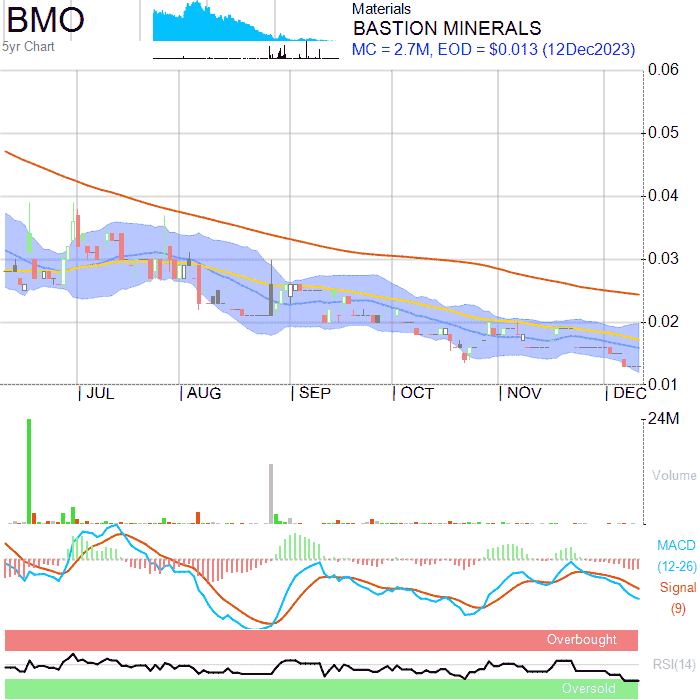 BMO
5yr Chart
Materials
BASTION MINERALS
MC = 2.7M, EOD = $0.013 (12Dec2023)
0.06
0.05
0.04
0.03
0.02
0.01
JUL AUG SEP OCT NOV DEC
24M
Volume
MACD
(12-26)
Signal
(9)
Overbought
RSI(14)
Oversold